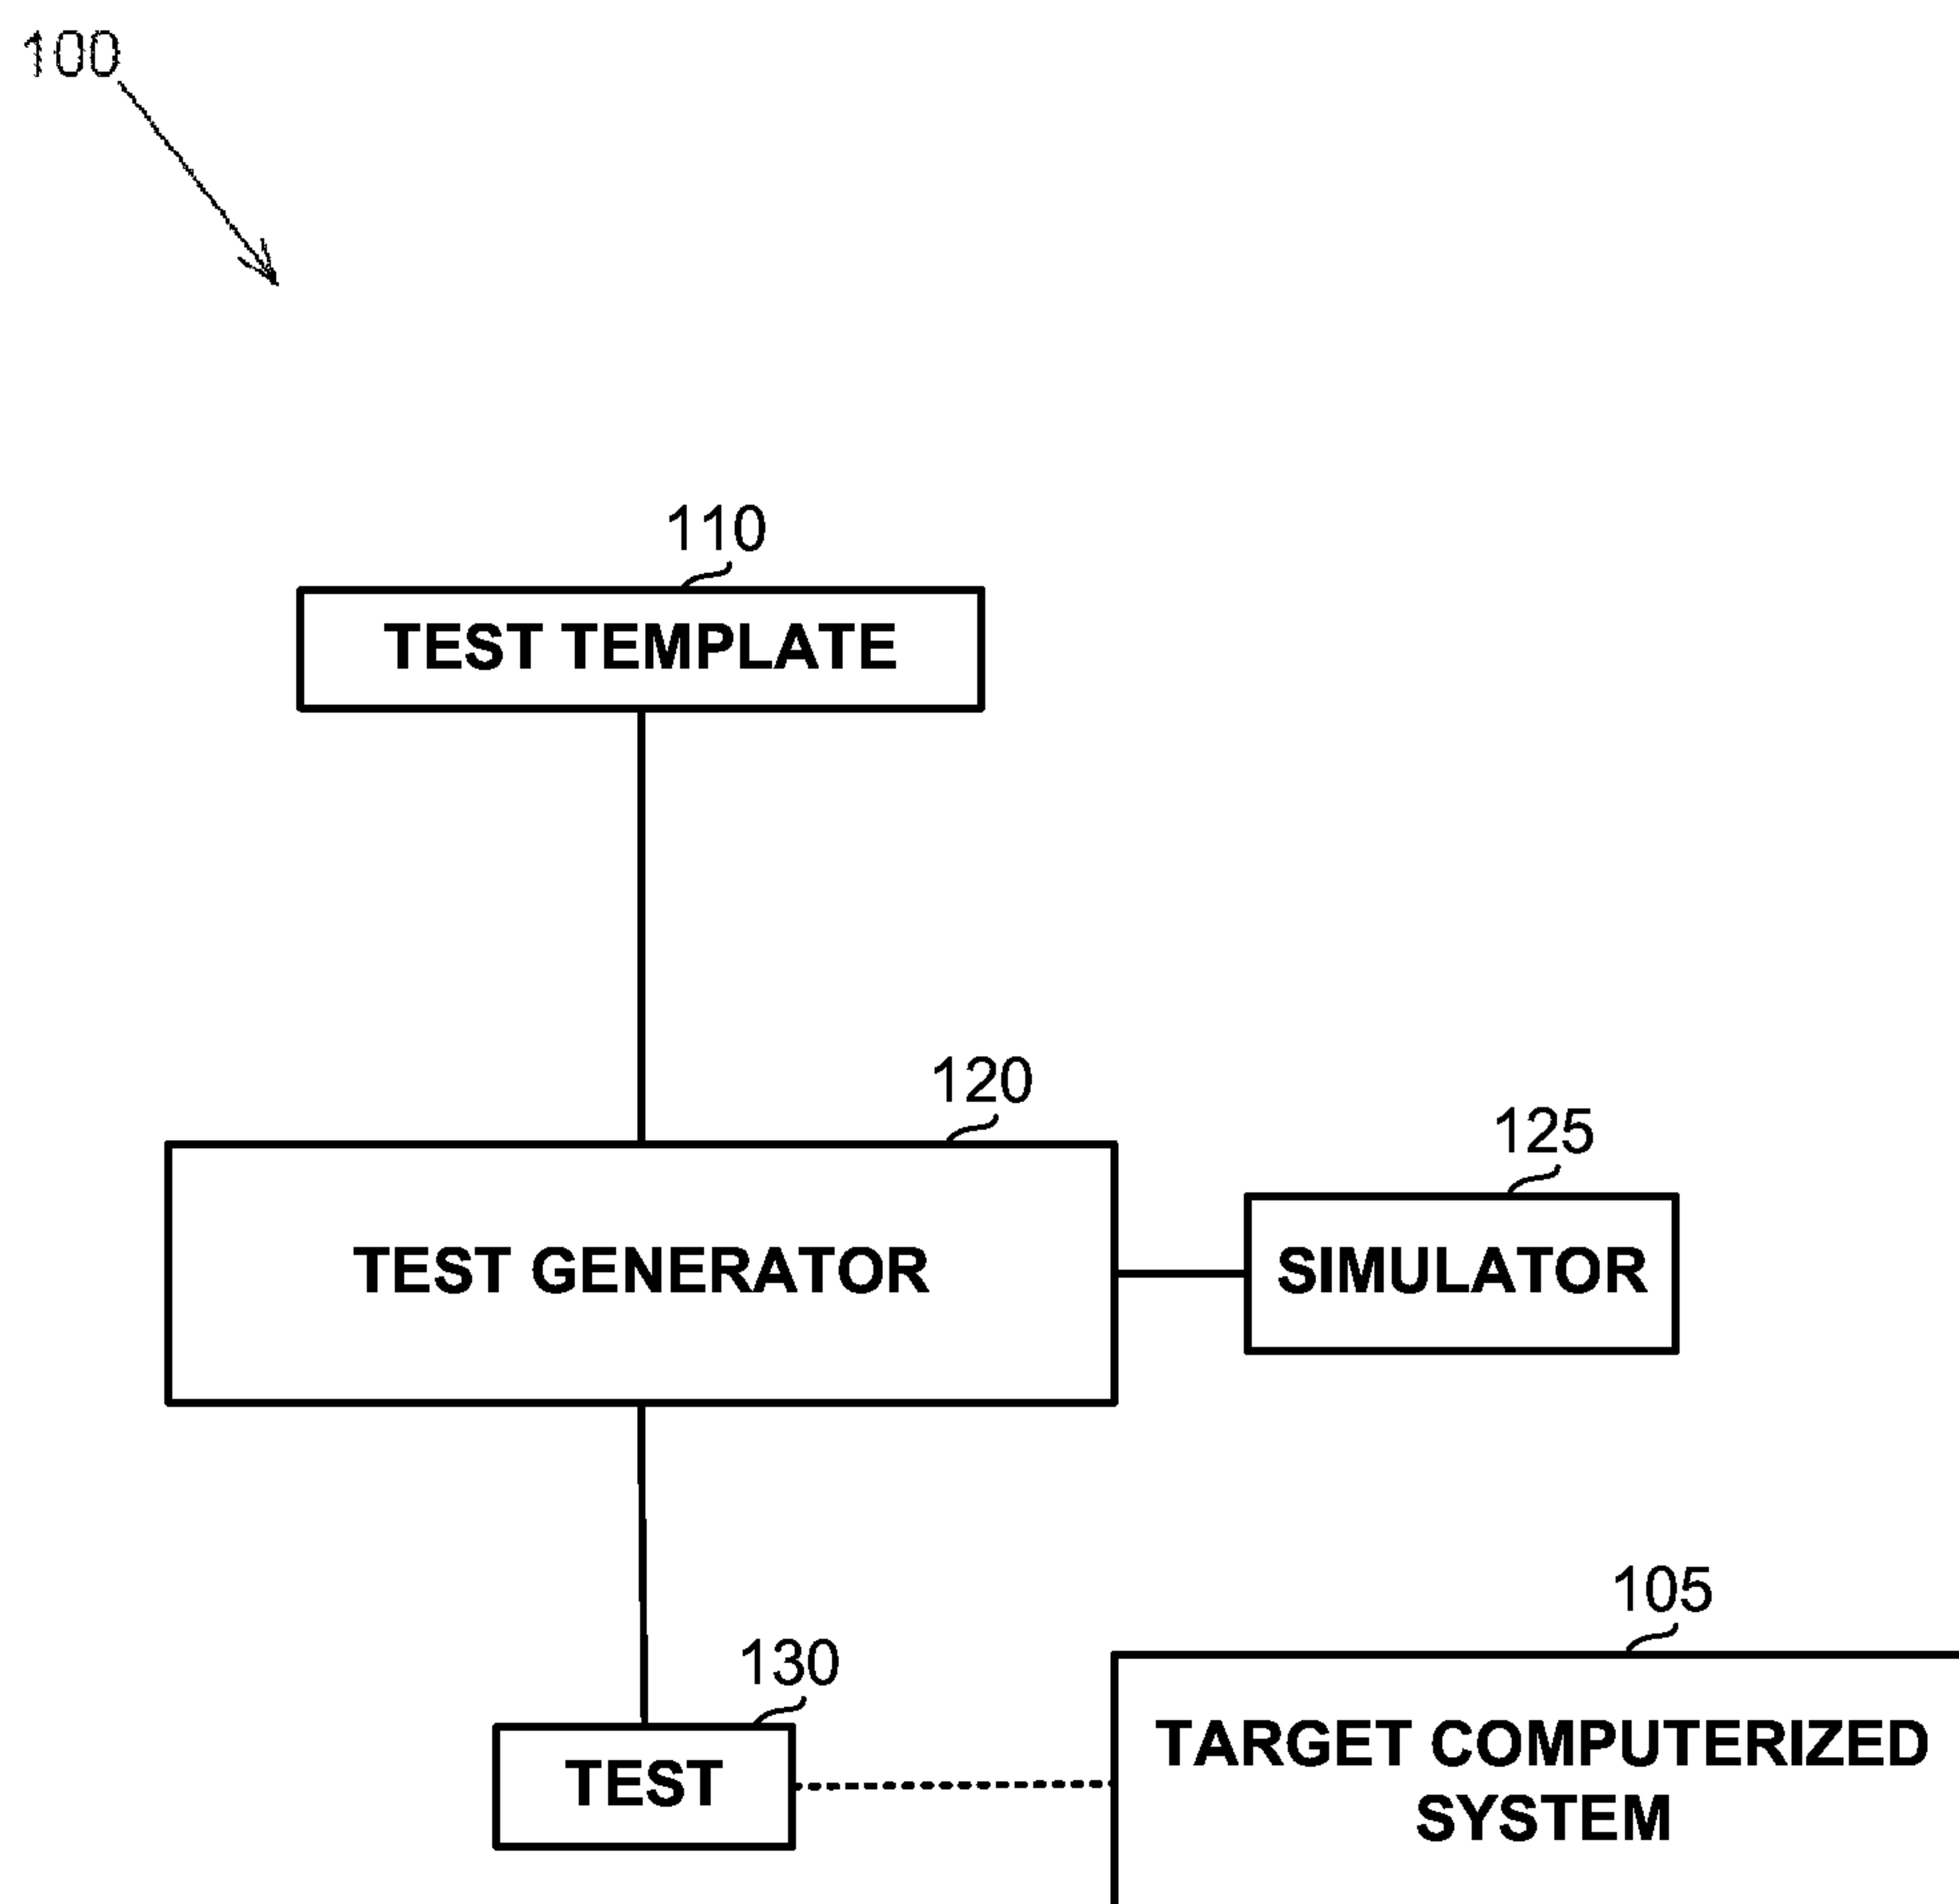 100
110
TEST TEMPLATE
120
125
TEST GENERATOR
SIMULATOR
105
130
TARGET COMPUTERIZED
SYSTEM
TEST